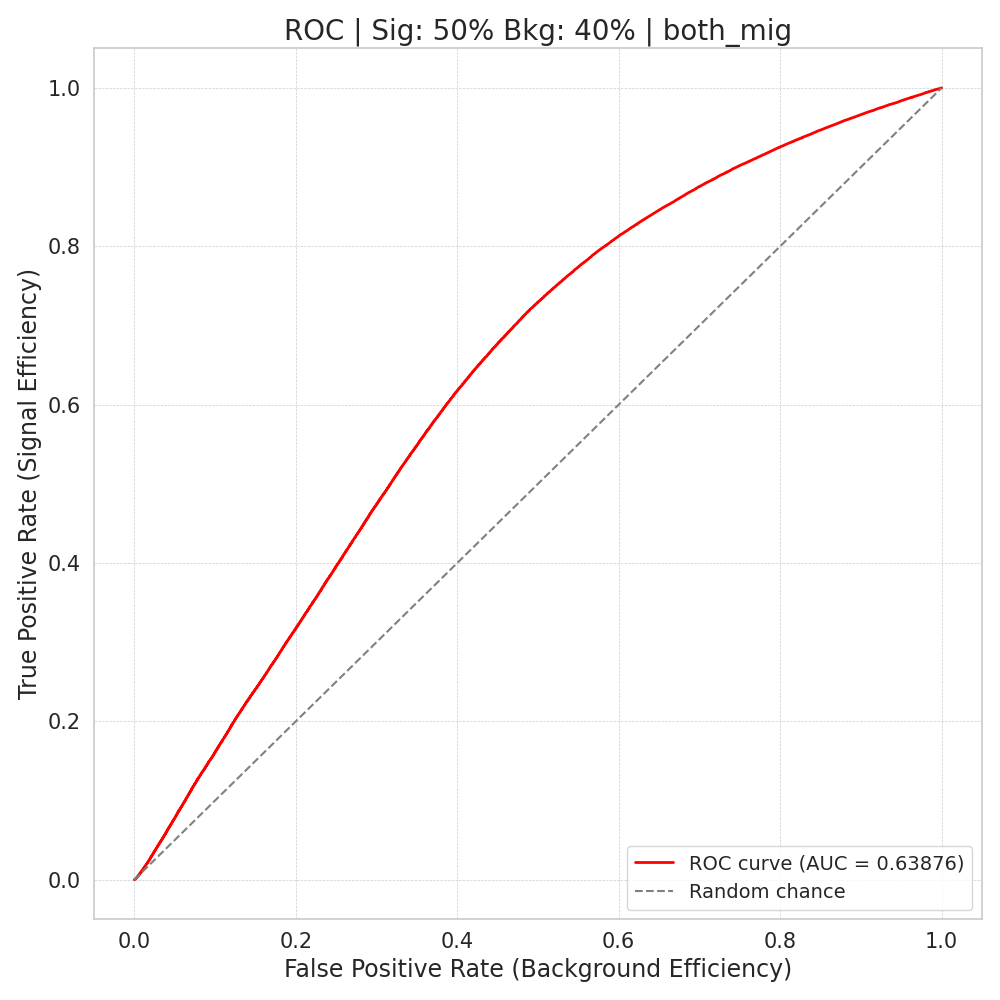 ROC | Sig: 50% Bkg: 40% | both_mig
True Positive Rate (Signal Efficiency)
1.0
0.8
0.6
0.4
0.2
0.0
ROC curve (AUC = 0.63876)
Random chance
0.0 0.2 0.4 0.6 0.8 1.0
False Positive Rate (Background Efficiency)